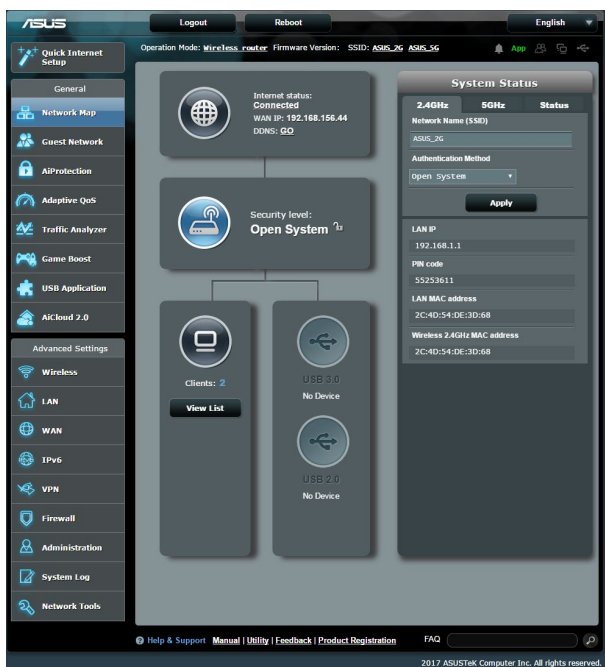 ASUS
Logout
Reboot
English
Quick Internet Setup
Operation Mode: Wireless router Firmware Version: SSID: ASUS_2G ASUS_5G
App
General
Network Map
Guest Network
AiProtection
Adaptive QoS
Traffic Analyzer
Game Boost
USB Application
AiCloud 2.0
Advanced Settings
Wireless
LAN
WAN
IPv6
VPN
Firewall
Administration
System Log
Network Tools
Internet status:
Connected
WAN IP: 192.168.156.44
DDNS: GO
Security level:
Open System
Clients: 2
View List
USB 3.0
No Device
USB 2.0
No Device
System Status
2.4GHz 5GHz Status
Network Name (SSID)
ASUS_2G
Authentication Method
Open System
Apply
LAN IP
192.168.1.1
PIN code
55253611
LAN MAC address
2C:4D:54:DE:3D:68
Wireless 2.4GHz MAC address
2C:4D:54:DE:3D:68
Help & Support Manual | Utility | Feedback | Product Registration FAQ
2017 ASUSTeK Computer Inc. All rights reserved.